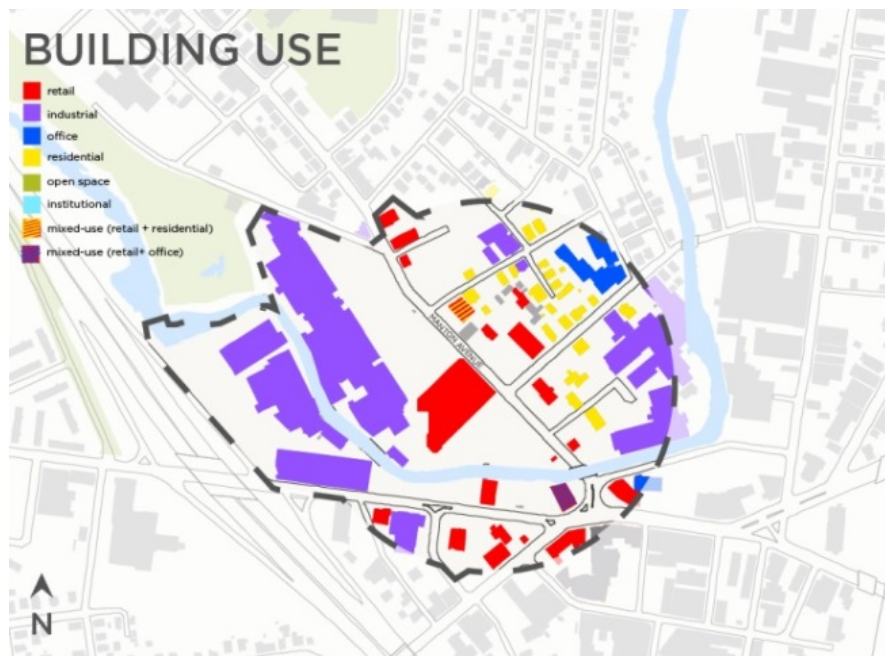 BUILDING USE
retail
industrial
office
residential
open space
institutional
mixed-use (retail + residential)
mixed-use (retail+ office)
MANTON AVENUE
N